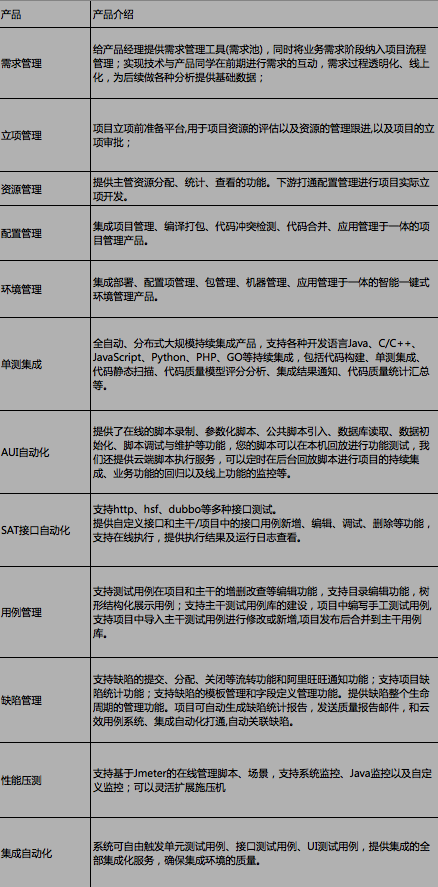 产品 产品介绍
需求管理
给产品经理提供需求管理工具(需求池)，同时将业务需求阶段纳入项目流程
管理；实现技术与产品同学在前期进行需求的互动，需求过程透明化、线上
化，为后续做各种分析提供基础数据；
立项管理
项目立项前准备平台,用于项目资源的评估以及资源的管理跟进,以及项目的立
项审批；
资源管理
提供主管资源分配、统计、查看的功能。下游打通配置管理进行项目实际立
项开发。
配置管理
集成项目管理、编译打包、代码冲突检测、代码合并、应用管理于一体的项
目管理产品。
环境管理
集成部署、配置项管理、包管理、机器管理、应用管理于一体的智能一键式
环境管理产品。
单测集成
全自动、分布式大规模持续集成产品，支持各种开发语言Java、C/C++、
JavaScript、Python、PHP、GO等持续集成，包括代码构建、单测集成、
代码静态扫描、代码质量模型评分分析、集成结果通知、代码质量统计汇总
等。
AUI自动化
提供了在线的脚本录制、参数化脚本、公共脚本引入、数据库读取、数据初
始化、脚本调试与维护等功能，您的脚本可以在本机回放进行功能测试，我
们还提供云端脚本执行服务，可以定时在后台回放脚本进行项目的持续集
成、业务功能的回归以及线上功能的监控等。
SAT接口自动化
支持http、hsf、dubbo等多种接口测试。
提供自定义接口和主干/项目中的接口用例新增、编辑、调试、删除等功能，
支持在线执行，提供执行结果及运行日志查看。
用例管理
支持测试用例在项目和主干的增删改查等编辑功能，支持目录编辑功能，树
形结构化展示用例；支持主干测试用例库的建设，项目中编写手工测试用例,
支持项目中导入主干测试用例进行修改或新增,项目发布后合并到主干用例
库。
缺陷管理
支持缺陷的提交、分配、关闭等流转功能和阿里旺旺通知功能；支持项目缺
陷统计功能；支持缺陷的模板管理和字段定义管理功能。提供缺陷整个生命
周期的管理功能。项目可自动生成缺陷统计报告，发送质量报告邮件，和云
效用例系统、集成自动化打通,自动关联缺陷。
性能压测
支持基于Jmeter的在线管理脚本、场景，支持系统监控、Java监控以及自定
义监控；可以灵活扩展施压机
集成自动化
系统可自由触发单元测试用例、接口测试用例、UI测试用例，提供集成的全
部集成化服务，确保集成环境的质量。